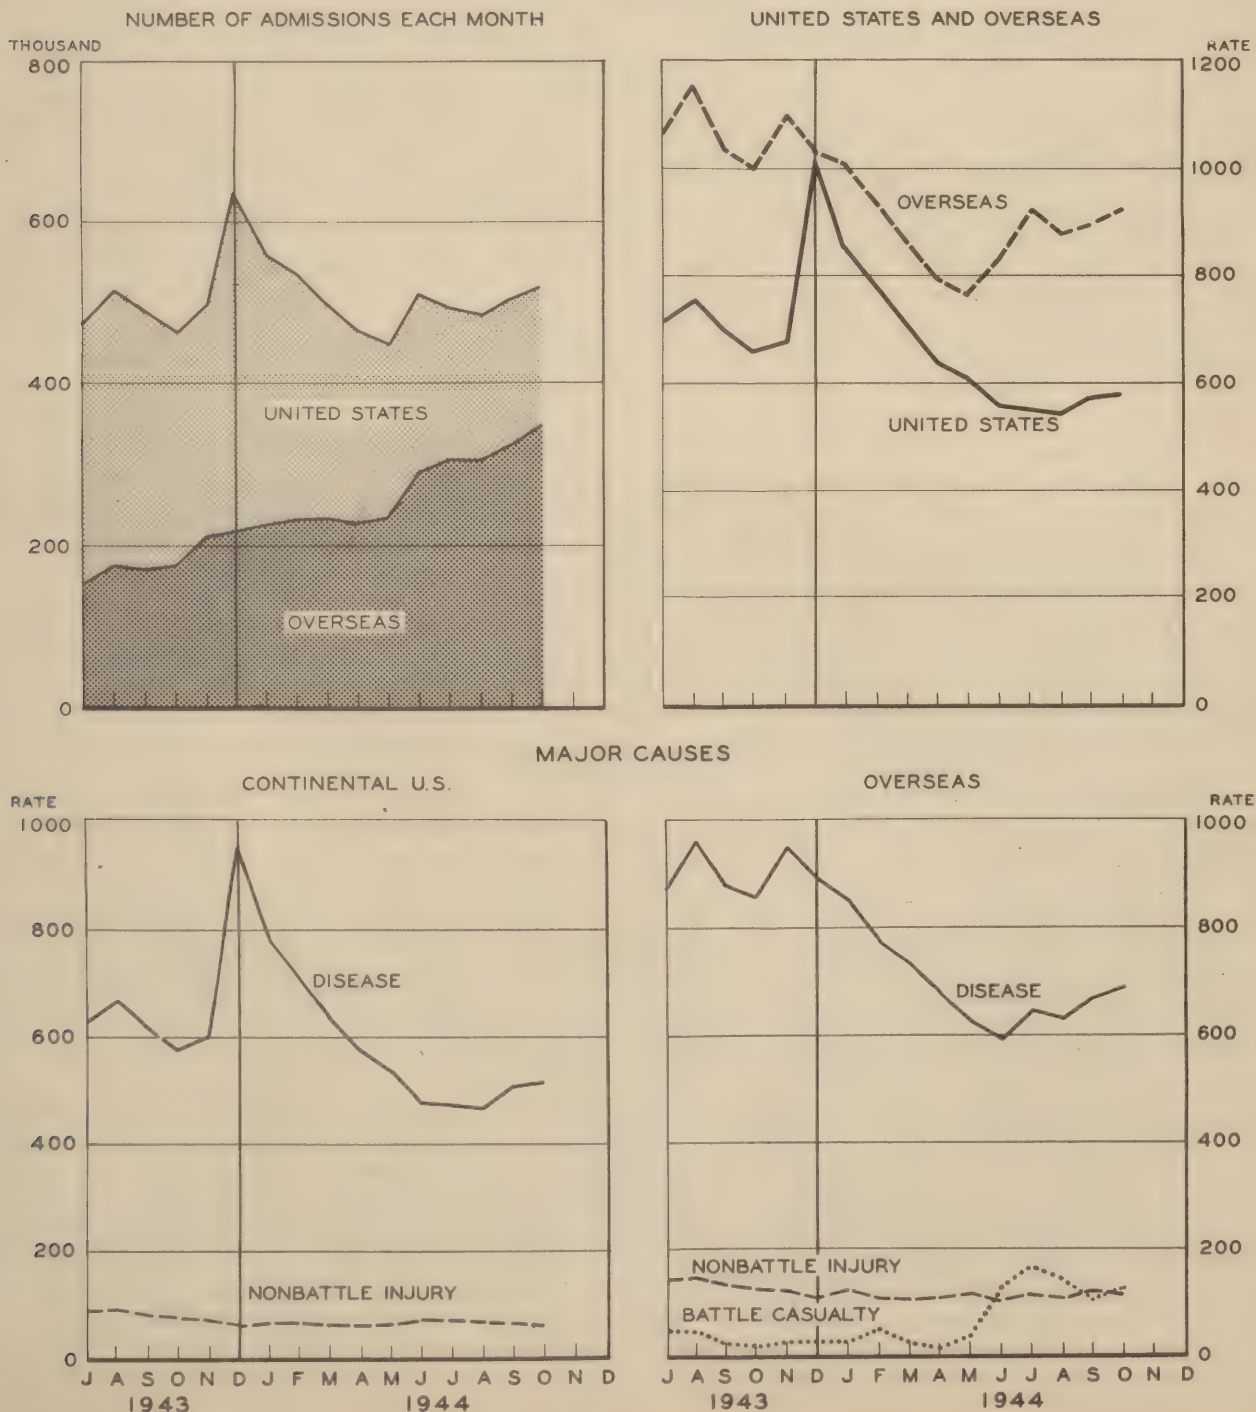 NUMBER OF ADMISSIONS EACH MONTH
THOUSAND
800
600
400
200
0
UNITED STATES
OVERSEAS
UNITED STATES AND OVERSEAS
RATE
1200
1000
800
600
400
200
0
OVERSEAS
UNITED STATES
MAJOR CAUSES
CONTINENTAL U.S.
RATE
1000
800
600
400
200
0
DISEASE
NONBATTLE INJURY
J A S O N D J F M A M J J A S O N D
1943 1944
OVERSEAS
RATE
1000
800
600
400
200
0
DISEASE
NONBATTLE INJURY
BATTLE CASUALTY
J A S O N D J F M A M J J A S O N D
1943 1944